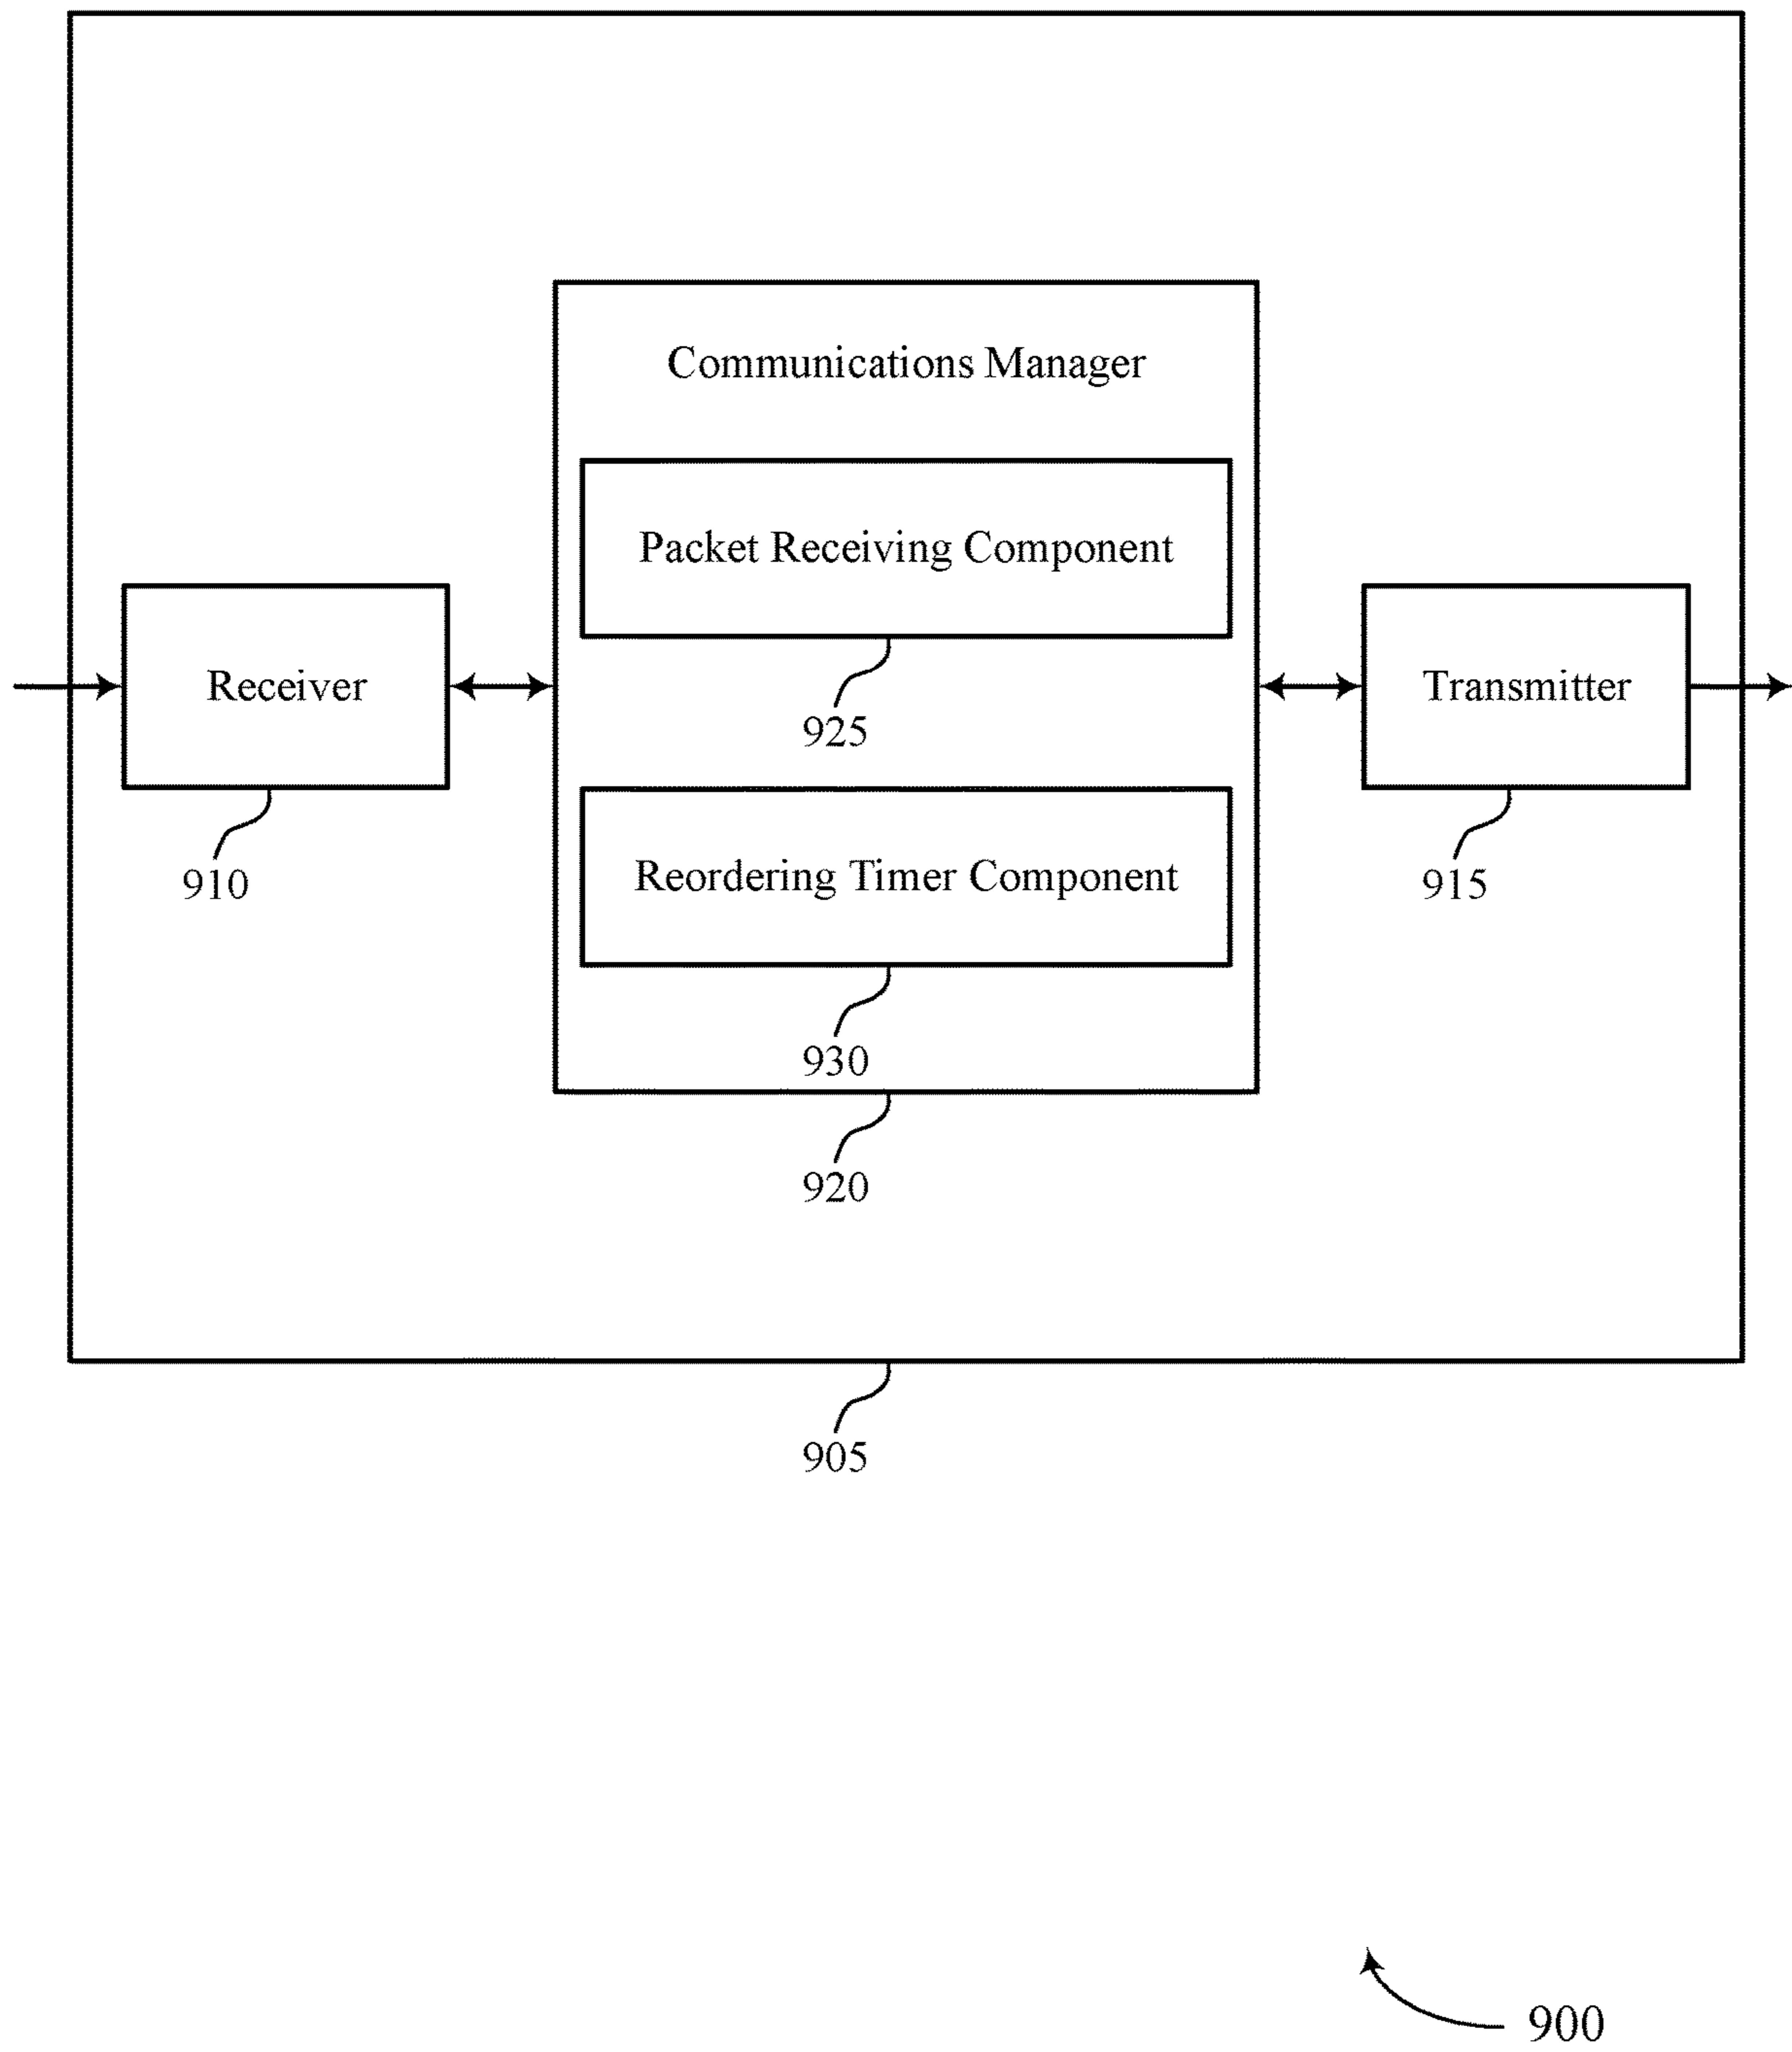 Communications Manager
Packet Receiving Component
925
Receiver
910
Transmitter
915
Reordering Timer Component
930
920
905
900